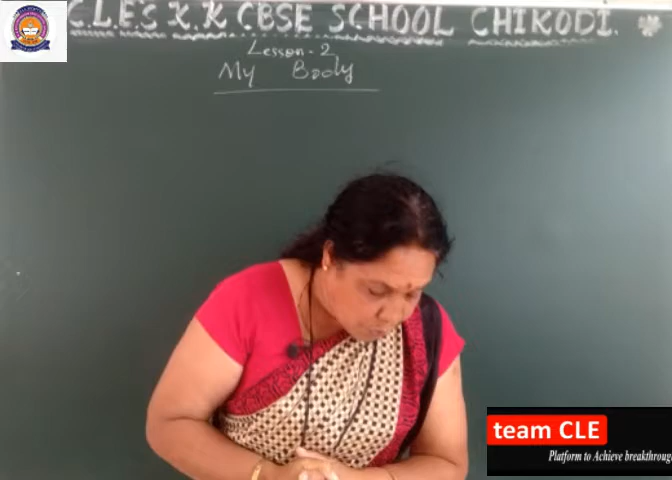 C.L.E'S K.K CBSE SCHOOL CHIKODI.
Lesson - 2
My Body
team CLE
Platform to Achieve breakthroug